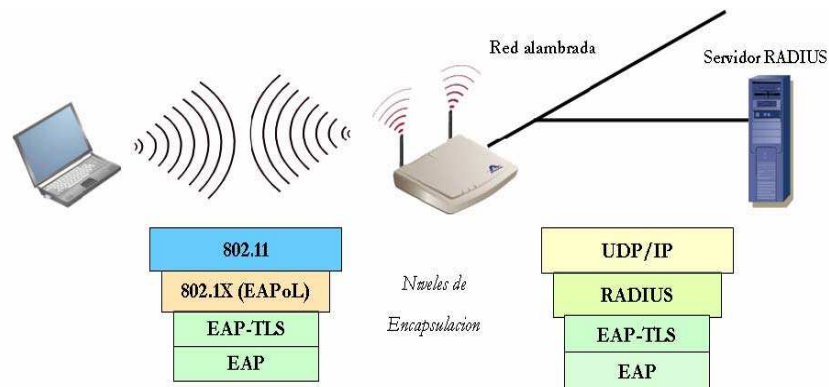 Red alambrada
Servidor RADIUS
802.11
802.1X (EAPoL)
EAP-TLS
EAP
Niveles de
Encapsulacion
UDP/IP
RADIUS
EAP-TLS
EAP